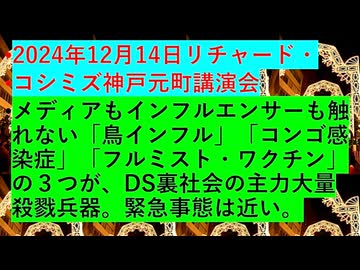 2024年12月14日リチャード・
コシミズ神戸元町講演会
メディアもインフルエンサーも触
れない「鳥インフル」「コンゴ感
染症」「フルミスト・ワクチン」
の３つが、DS裏社会の主力大量
殺戮兵器。緊急事態は近い。